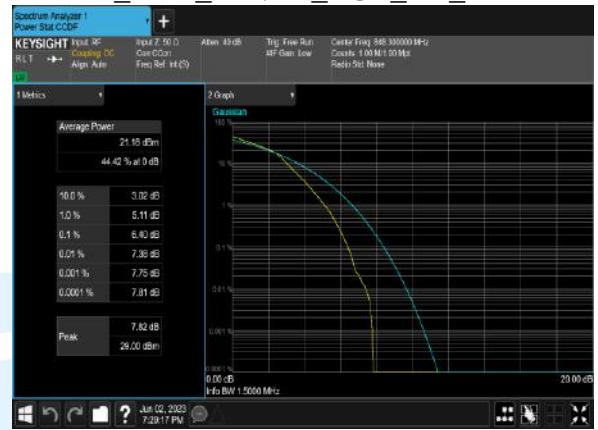 Spectrum Analyzer 1
Power Stat CCDF
KEYSIGHT
Input: RF
Input Z: 50 Ω
Atten: 40 dB
Trig: Free Run
Center Freq: 848.300000 MHz
RLT
Coupling: DC
Corr CCorr
#IF Gain: Low
Counts: 1.00 M/1.00 Mpt
Align: Auto
Freq Ref: Int (S)
Radio Std: None
1 Metrics
2 Graph
Gaussian
Average Power
21.18 dBm
44.42 % at 0 dB
10.0 % 3.02 dB
1.0 % 5.11 dB
0.1 % 6.40 dB
0.01 % 7.38 dB
0.001 % 7.75 dB
0.0001 % 7.81 dB
Peak
7.82 dB
29.00 dBm
100 %
10 %
1 %
0.1 %
0.01 %
0.001 %
0.0001 %
0.00 dB
20.00 dB
Info BW 1.5000 MHz
Jun 02, 2023
7:29:17 PM